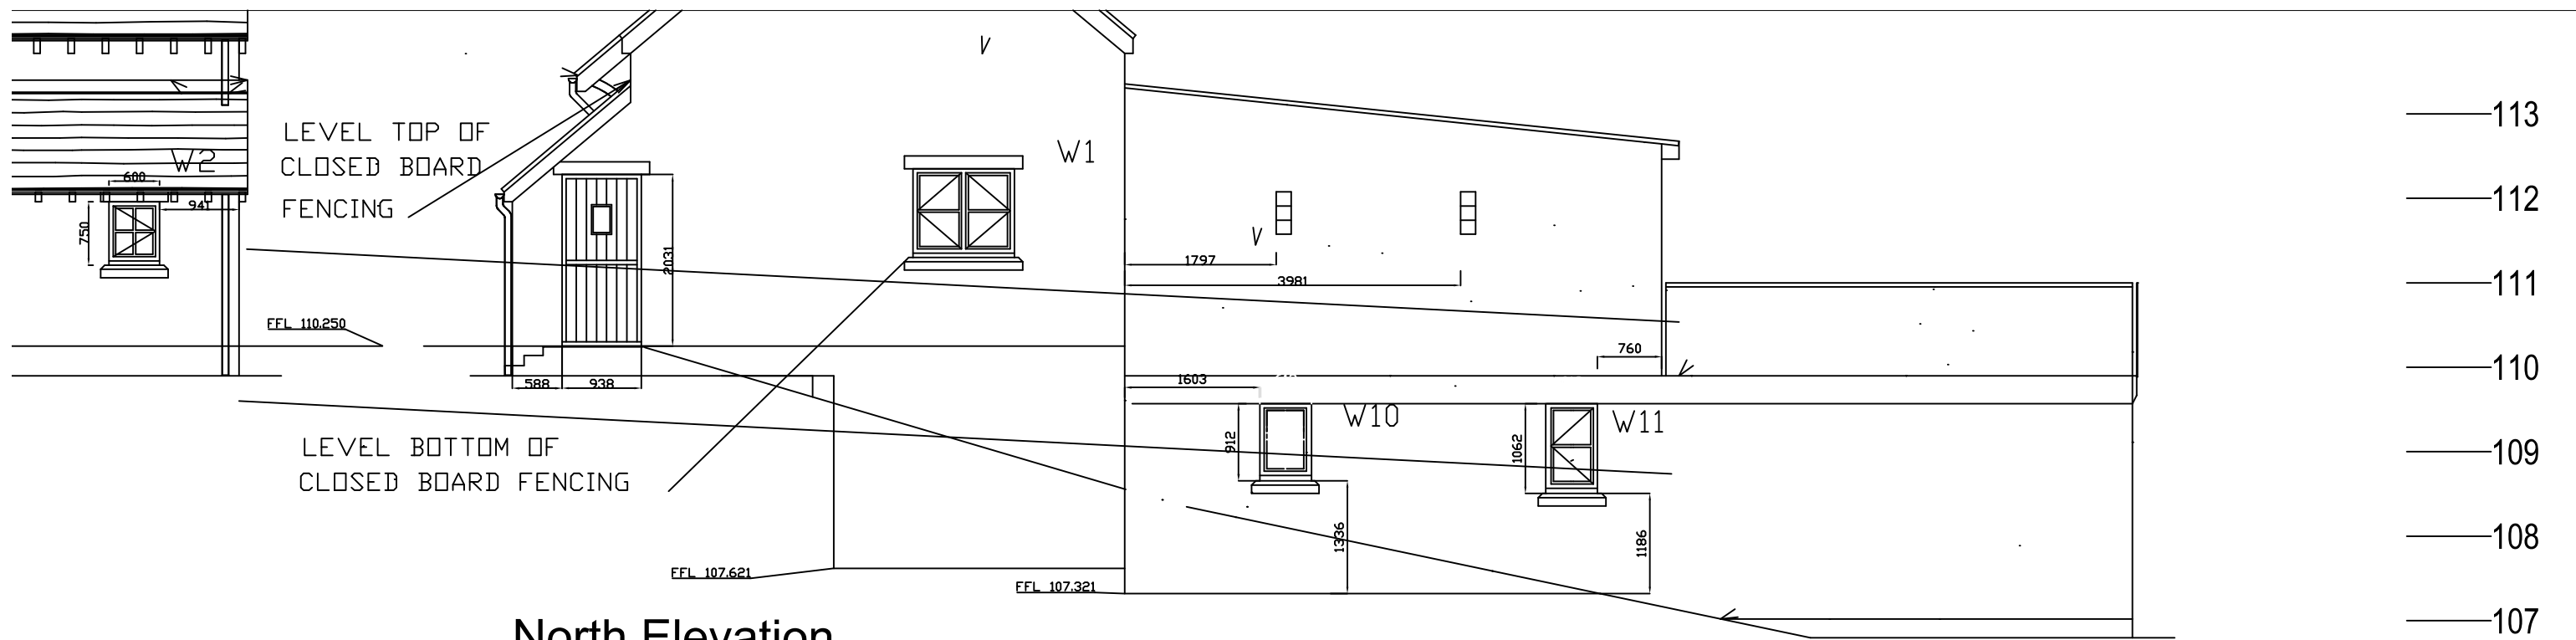 V
LEVEL TOP OF
CLOSED BOARD
FENCING
W2
600
941
750
W1
2031
V
1797
3981
FFL 110.250
588
938
760
1603
W10
W11
912
1062
LEVEL BOTTOM OF
CLOSED BOARD FENCING
1336
1186
FFL 107.621
FFL 107.321
North Elevation
113
112
111
110
109
108
107